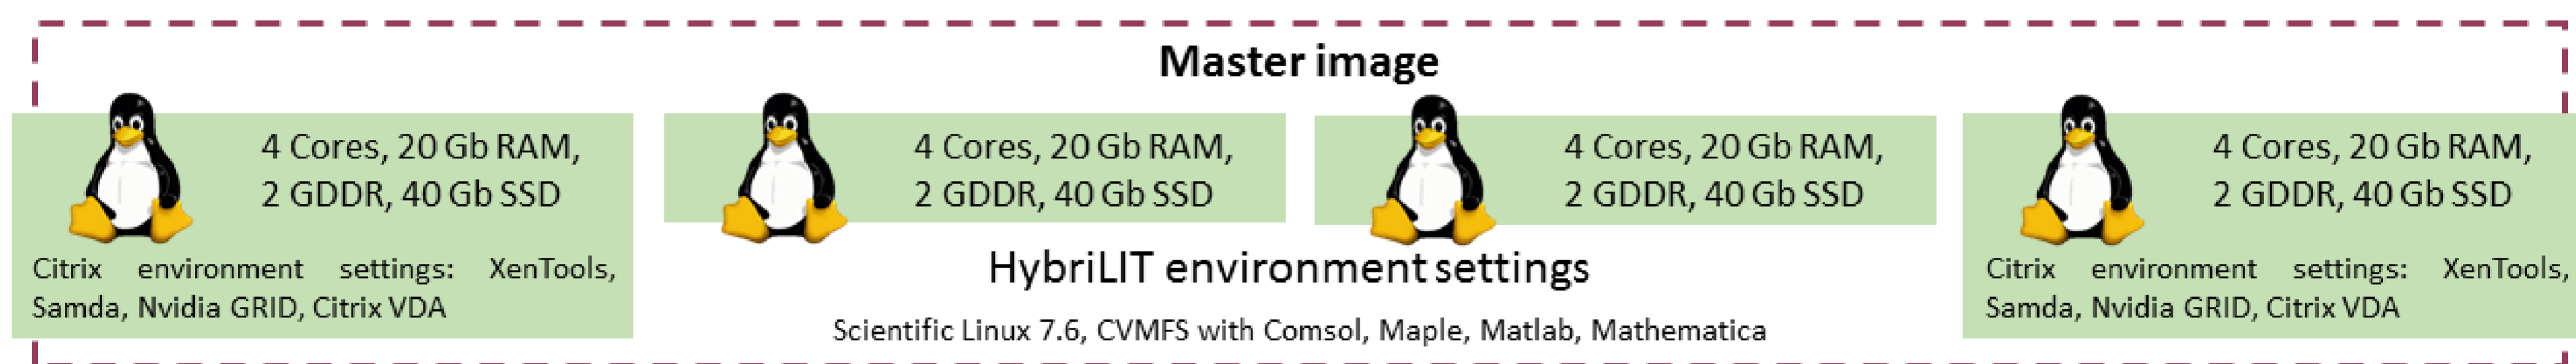 Master image
4 Cores, 20 Gb RAM,
2 GDDR, 40 Gb SSD
Citrix environment settings: XenTools,
Samda, Nvidia GRID, Citrix VDA
4 Cores, 20 Gb RAM,
2 GDDR, 40 Gb SSD
4 Cores, 20 Gb RAM,
2 GDDR, 40 Gb SSD
HybriLIT environment settings
Scientific Linux 7.6, CVMFS with Comsol, Maple, Matlab, Mathematica
4 Cores, 20 Gb RAM,
2 GDDR, 40 Gb SSD
Citrix environment settings: XenTools,
Samda, Nvidia GRID, Citrix VDA